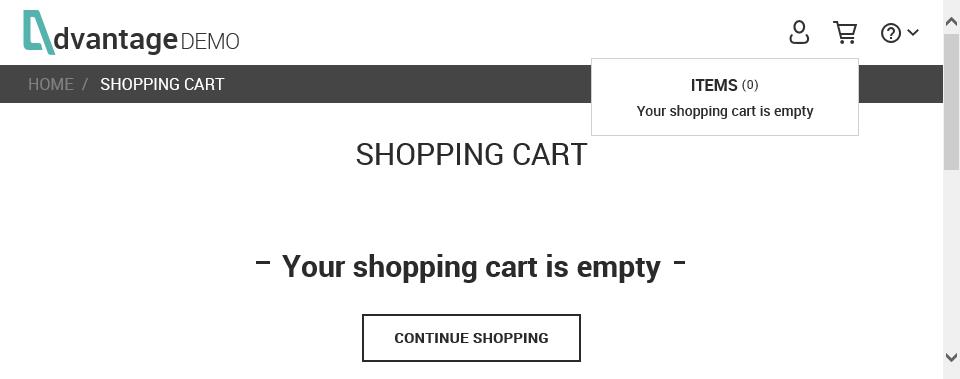 dvantage DEMO
HOME / SHOPPING CART
ITEMS (0)
Your shopping cart is empty
SHOPPING CART
– Your shopping cart is empty –
CONTINUE SHOPPING